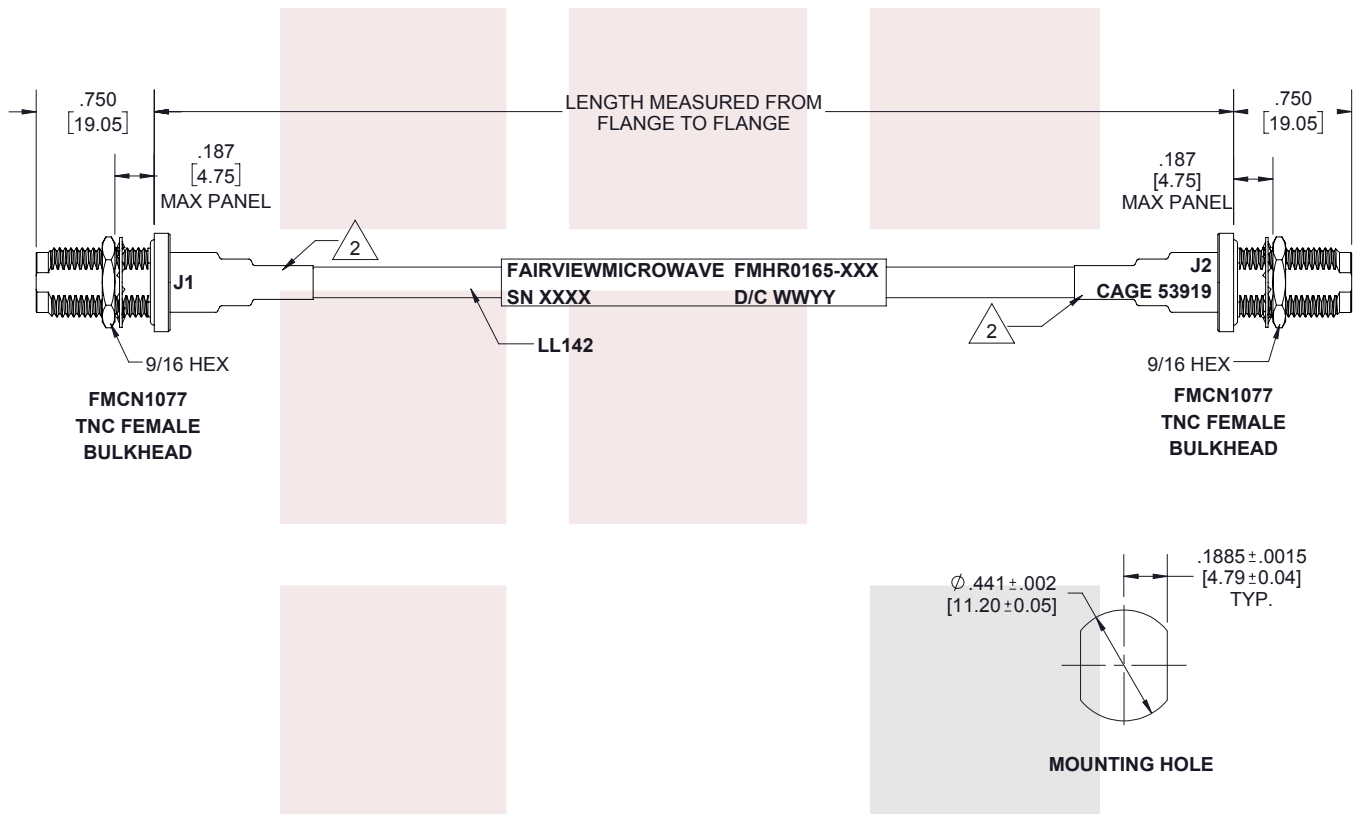 .750
[19.05]
LENGTH MEASURED FROM
FLANGE TO FLANGE
.750
[19.05]
.187
[4.75]
MAX PANEL
.187
[4.75]
MAX PANEL
2
J1
FAIRVIEWMICROWAVE FMHR0165-XXX
SN XXXX D/C WWYY
J2
CAGE 53919
2
LL142
9/16 HEX
FMCN1077
TNC FEMALE
BULKHEAD
9/16 HEX
FMCN1077
TNC FEMALE
BULKHEAD
Ø .441±.002
[11.20±0.05]
.1885±.0015
[4.79±0.04]
TYP.
MOUNTING HOLE